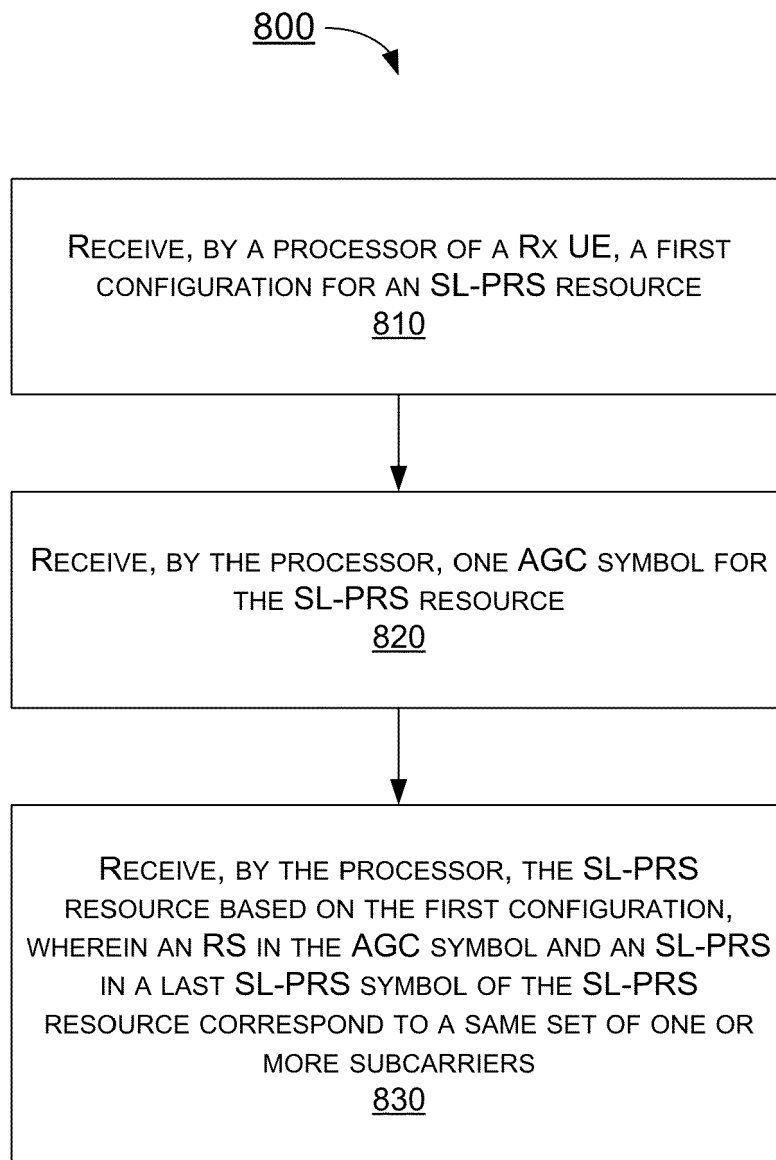 800
RECEIVE, BY A PROCESSOR OF A RX UE, A FIRST
CONFIGURATION FOR AN SL-PRS RESOURCE
810
RECEIVE, BY THE PROCESSOR, ONE AGC SYMBOL FOR
THE SL-PRS RESOURCE
820
RECEIVE, BY THE PROCESSOR, THE SL-PRS
RESOURCE BASED ON THE FIRST CONFIGURATION,
WHEREIN AN RS IN THE AGC SYMBOL AND AN SL-PRS
IN A LAST SL-PRS SYMBOL OF THE SL-PRS
RESOURCE CORRESPOND TO A SAME SET OF ONE OR
MORE SUBCARRIERS
830